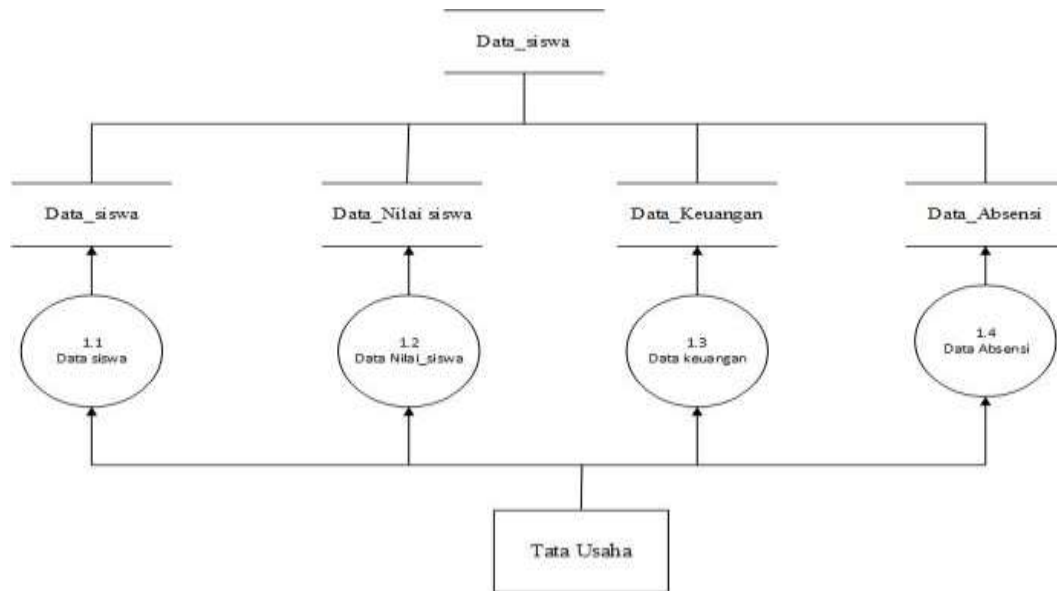 Data_siswa
Data_siswa
Data_Nilai siswa
Data_Keuangan
Data_Absensi
1.1
Data siswa
1.2
Data Nilai_siswa
1.3
Data keuangan
1.4
Data Absensi
Tata Usaha